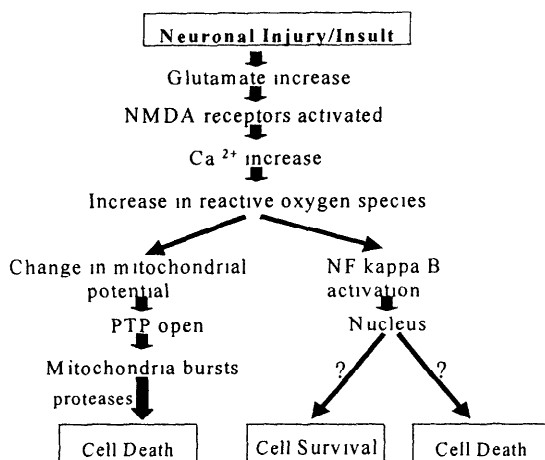 Neuronal Injury/Insult
Glutamate increase
NMDA receptors activated
Ca 2+ increase
Increase in reactive oxygen species
Change in mitochondrial
potential
PTP open
Mitochondria bursts
proteases
Cell Death
NF kappa B
activation
Nucleus
?
?
Cell Survival
Cell Death